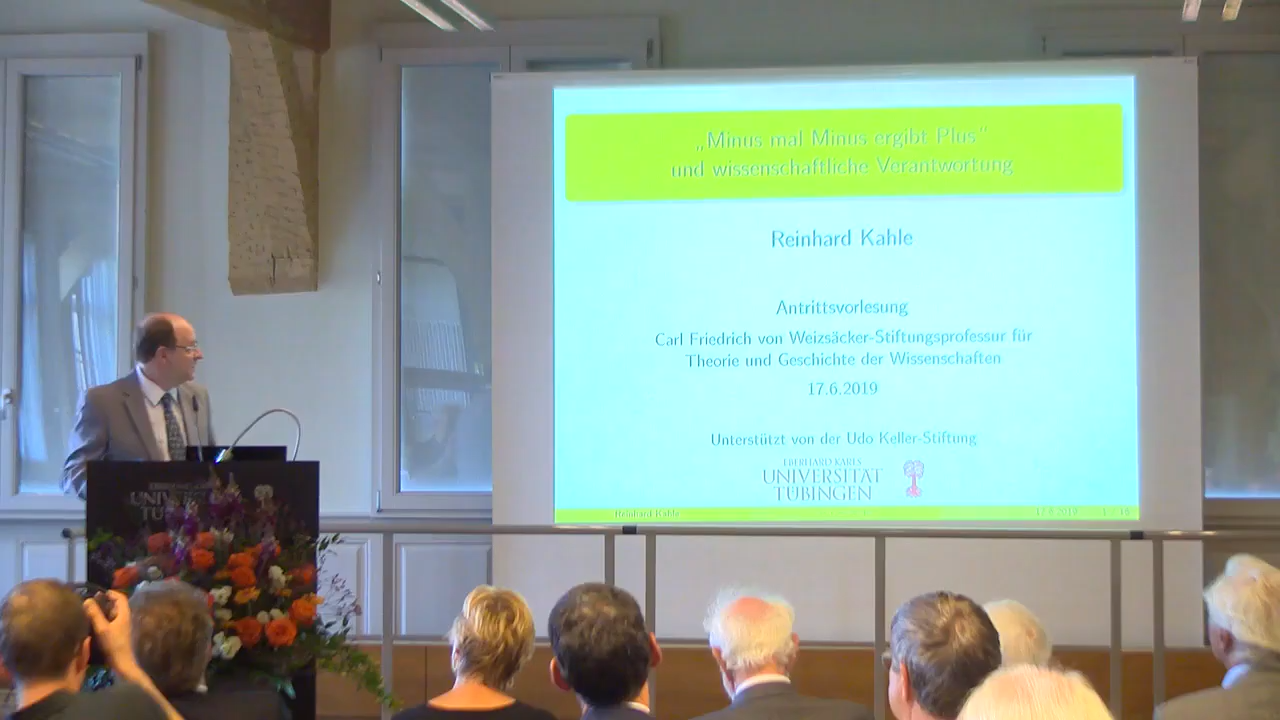 „Minus mal Minus ergibt Plus“
und wissenschaftliche Verantwortung
Reinhard Kahle
Antrittsvorlesung
Carl Friedrich von Weizsäcker-Stiftungsprofessur für
Theorie und Geschichte der Wissenschaften
17.6.2019
Unterstützt von der Udo Keller-Stiftung
EBERHARD KARLS
UNIVERSITÄT
TÜBINGEN
Reinhard Kahle
17.6.2019